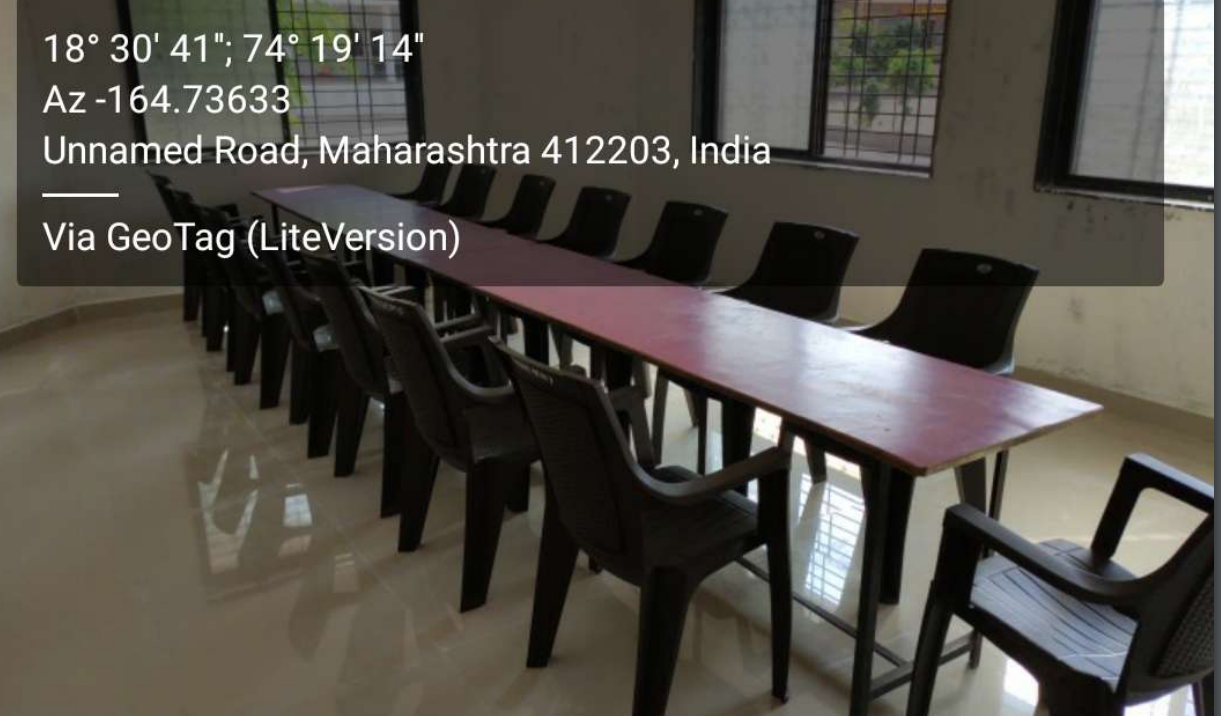 18° 30' 41"; 74° 19' 14"
Az -164.73633
Unnamed Road, Maharashtra 412203, India
Via GeoTag (LiteVersion)